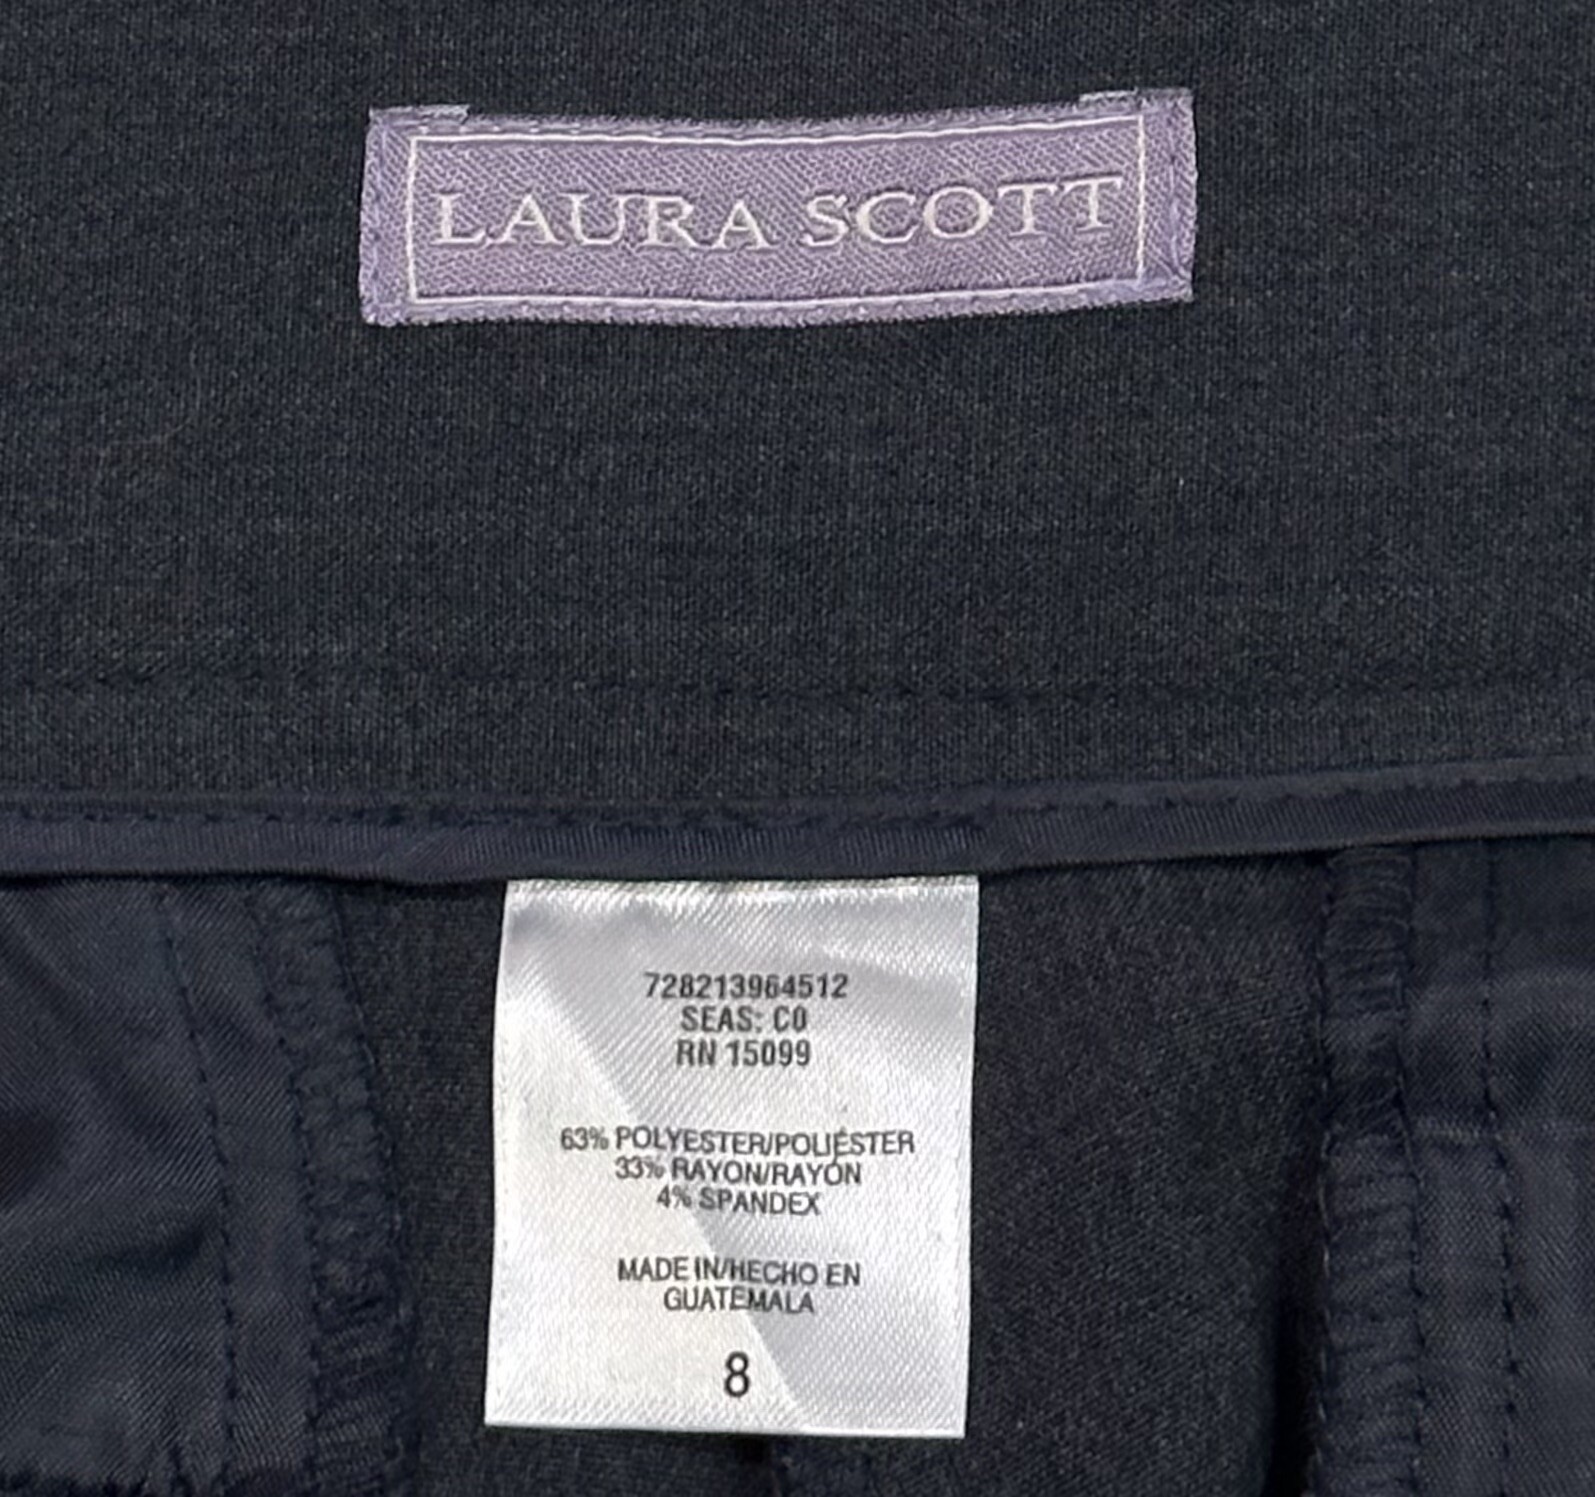 LAURA SCOTT
728213964512
SEAS: C0
RN 15099
63% POLYESTER/POLIÉSTER
33% RAYON/RAYÓN
4% SPANDEX
MADE IN/HECHO EN
GUATEMALA
8